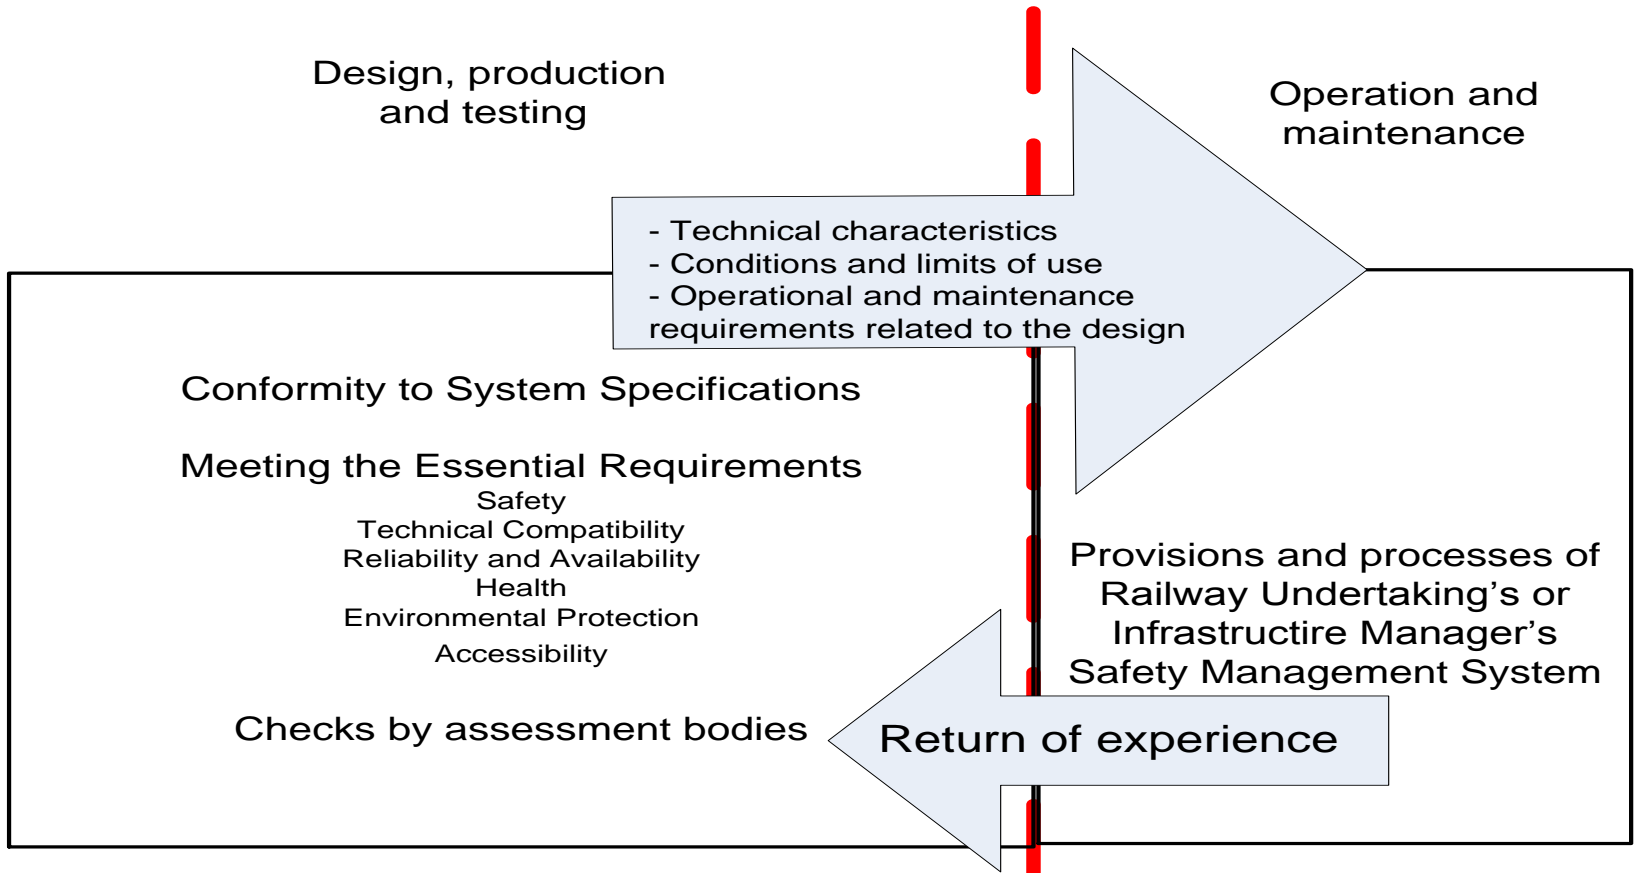 Design, production
and testing
Operation and
maintenance
- Technical characteristics
- Conditions and limits of use
- Operational and maintenance
requirements related to the design
Conformity to System Specifications
Meeting the Essential Requirements
Safety
Technical Compatibility
Reliability and Availability
Health
Environmental Protection
Accessibility
Checks by assessment bodies
Provisions and processes of
Railway Undertaking’s or
Infrastructire Manager’s
Safety Management System
Return of experience